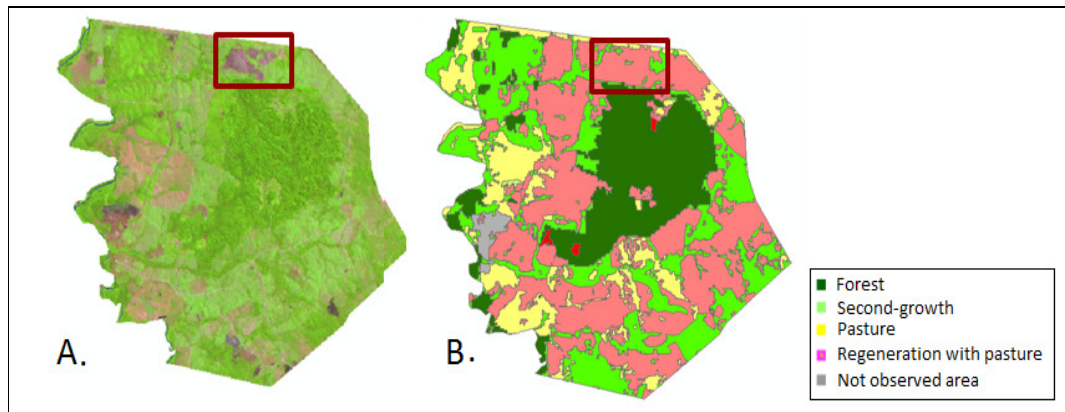 A.
B.
Forest
Second-growth
Pasture
Regeneration with pasture
Not observed area